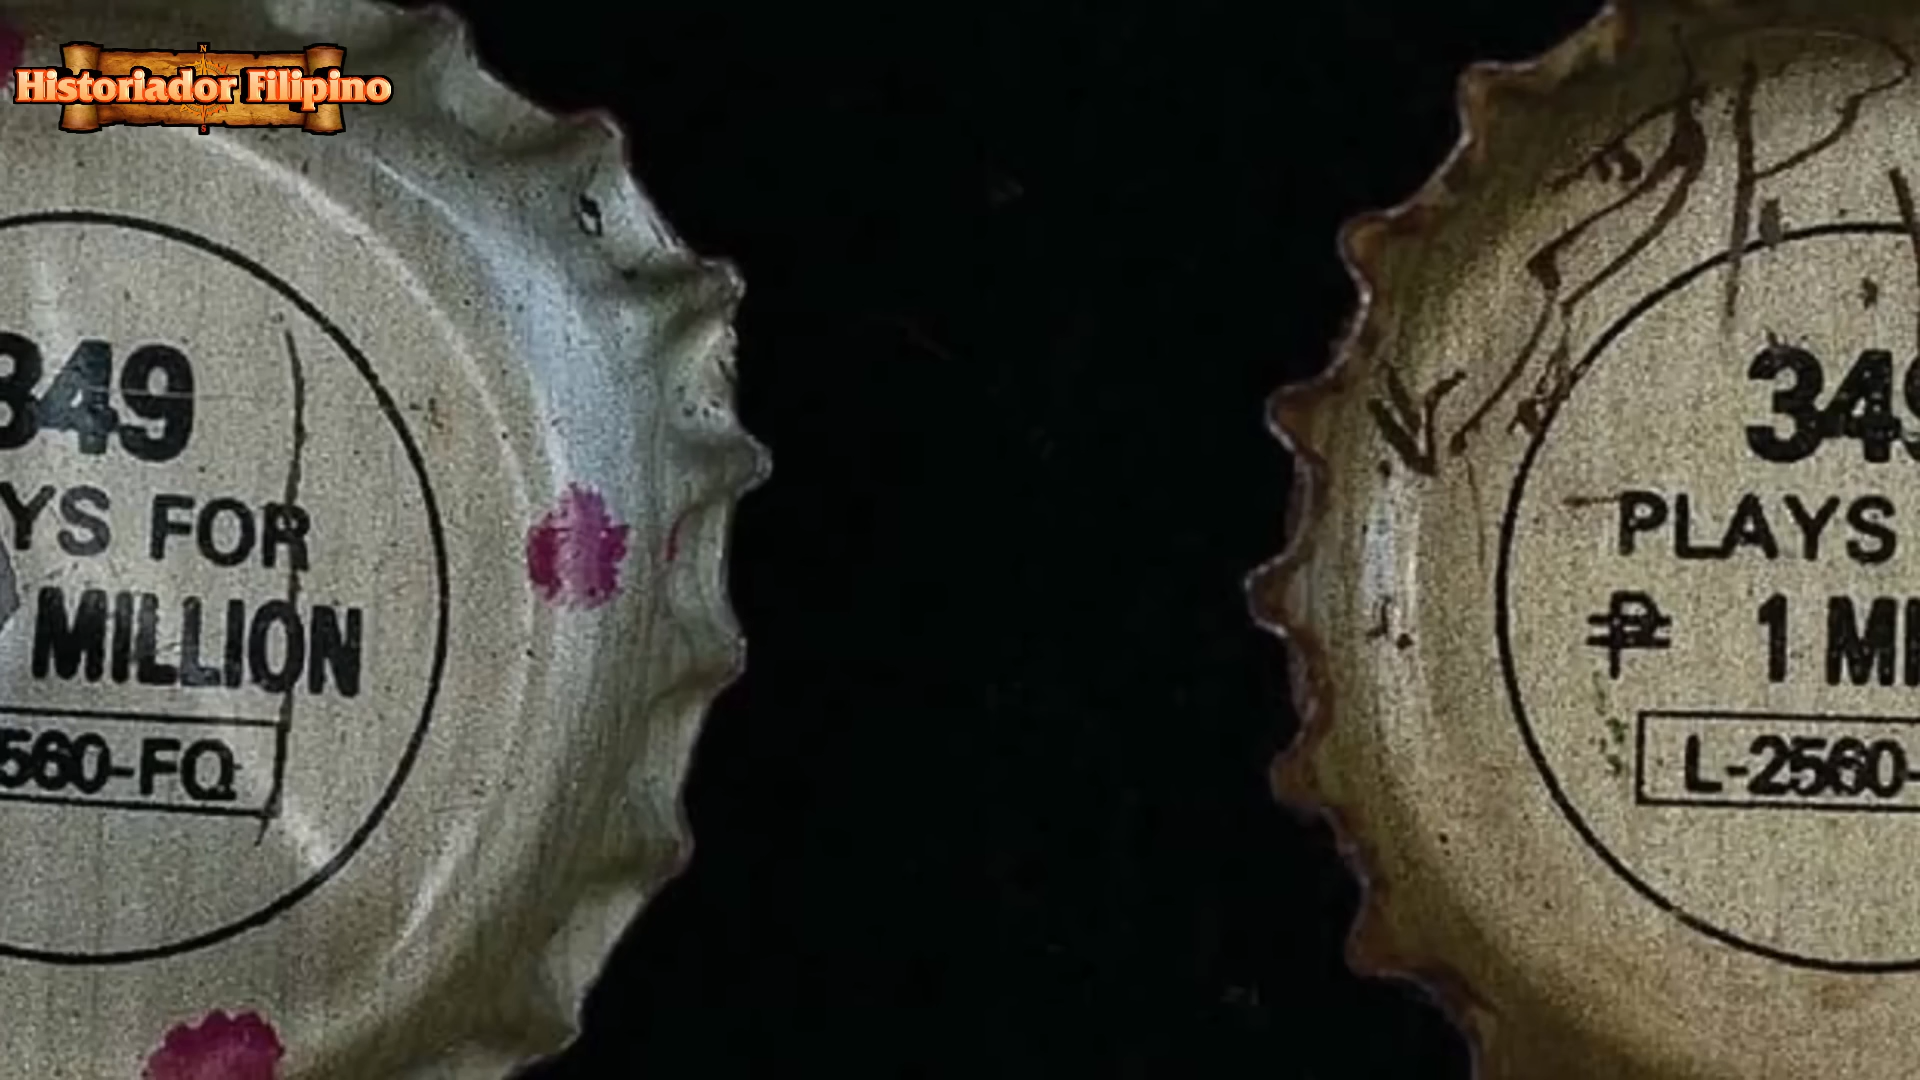 Historiador Filipino
349
YS FOR
MILLION
560-FQ
349
PLAYS
₱ 1 MI
L-2560-